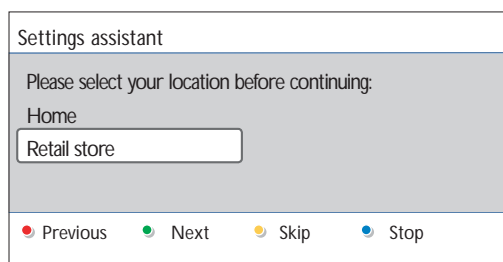 Settings assistant
Please select your location before continuing:
Home
Retail store
Previous Next Skip Stop